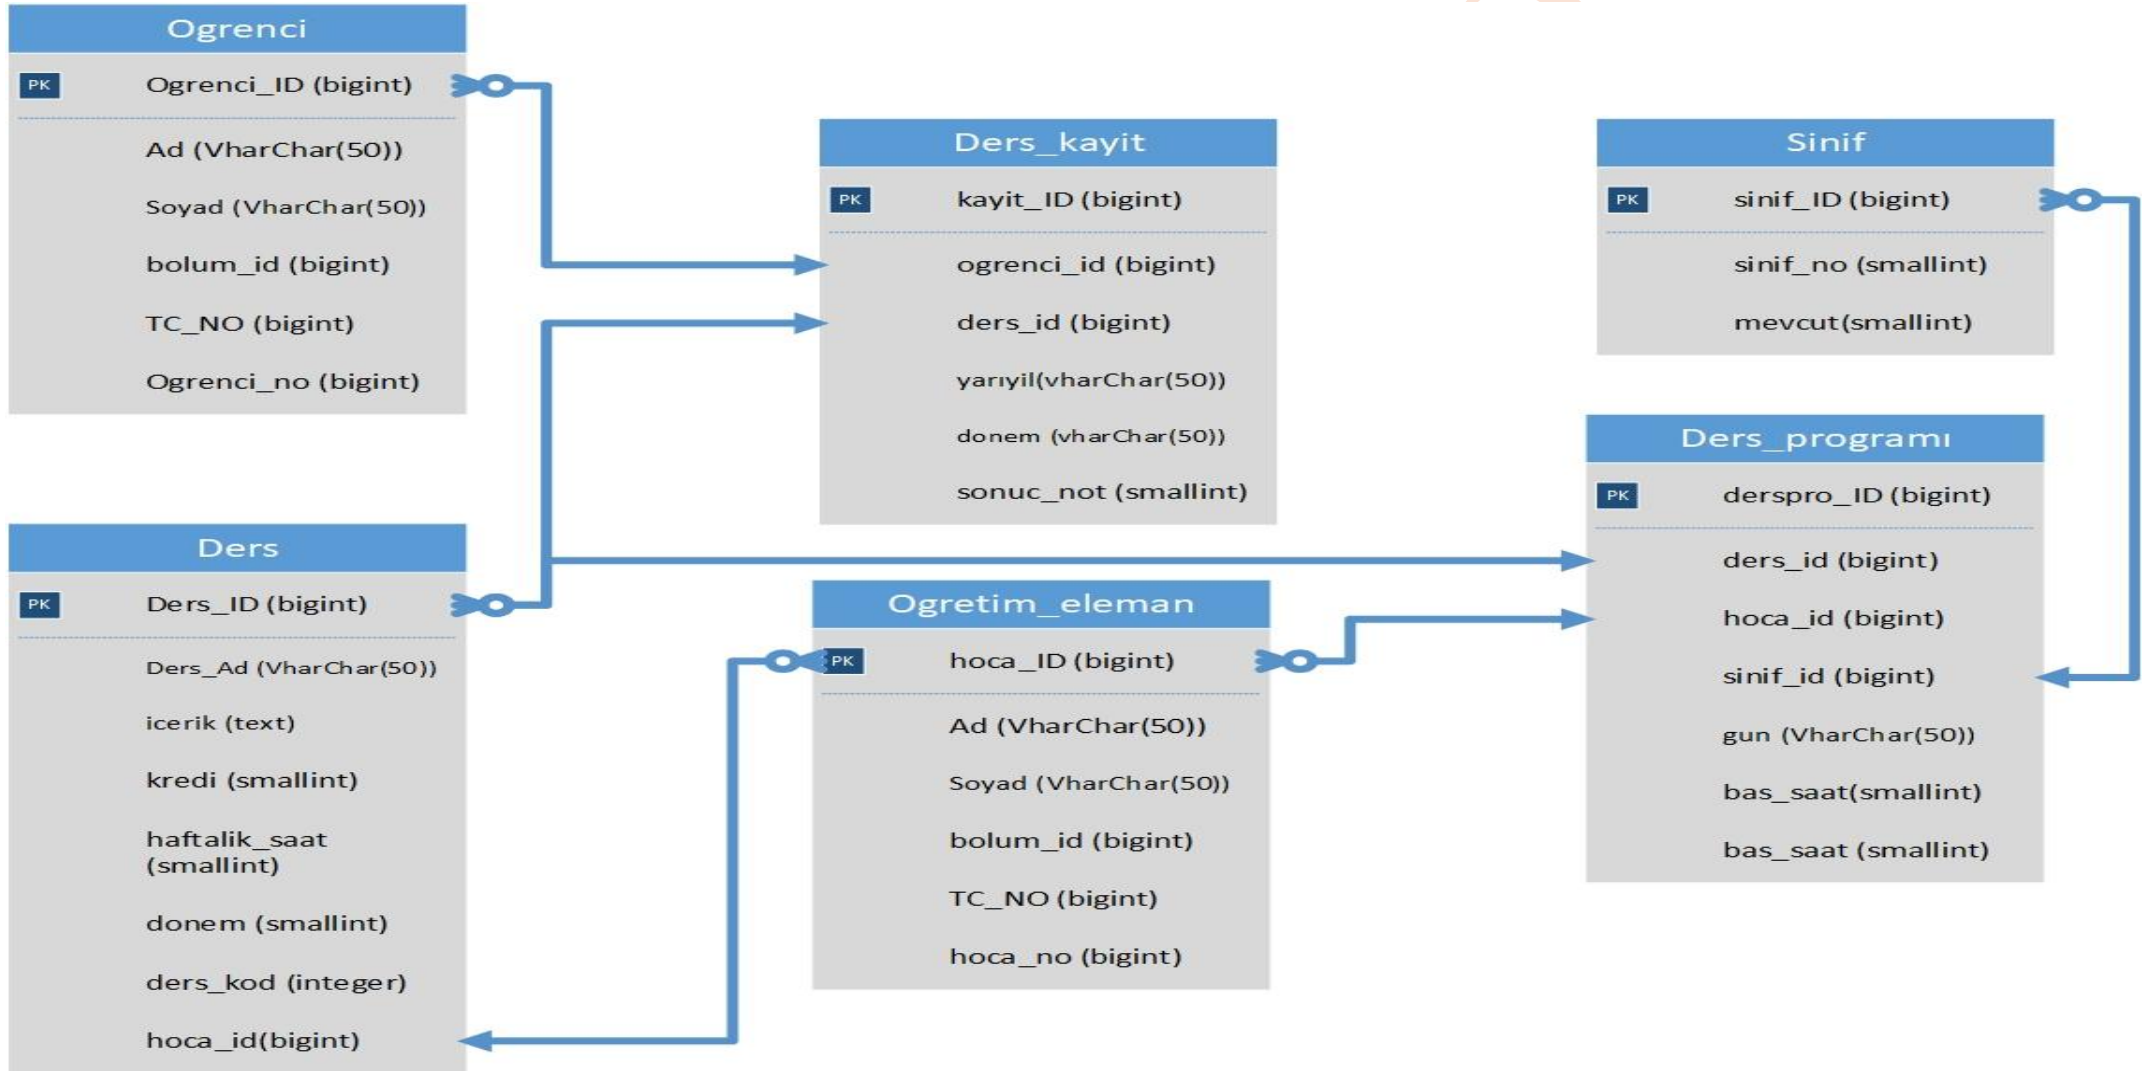 Ogrenci
PK Ogrenci_ID (bigint)
Ad (VharChar(50))
Soyad (VharChar(50))
bolum_id (bigint)
TC_NO (bigint)
Ogrenci_no (bigint)
Ders_kayit
PK kayit_ID (bigint)
ogrenci_id (bigint)
ders_id (bigint)
yarıyil(vharChar(50))
donem (vharChar(50))
sonuc_not (smallint)
Sinif
PK sinif_ID (bigint)
sinif_no (smallint)
mevcut(smallint)
Ders_programı
PK derspro_ID (bigint)
ders_id (bigint)
hoca_id (bigint)
sinif_id (bigint)
gun (VharChar(50))
bas_saat(smallint)
bas_saat (smallint)
Ders
PK Ders_ID (bigint)
Ders_Ad (VharChar(50))
icerik (text)
kredi (smallint)
haftalik_saat
(smallint)
donem (smallint)
ders_kod (integer)
hoca_id(bigint)
Ogretim_eleman
PK hoca_ID (bigint)
Ad (VharChar(50))
Soyad (VharChar(50))
bolum_id (bigint)
TC_NO (bigint)
hoca_no (bigint)